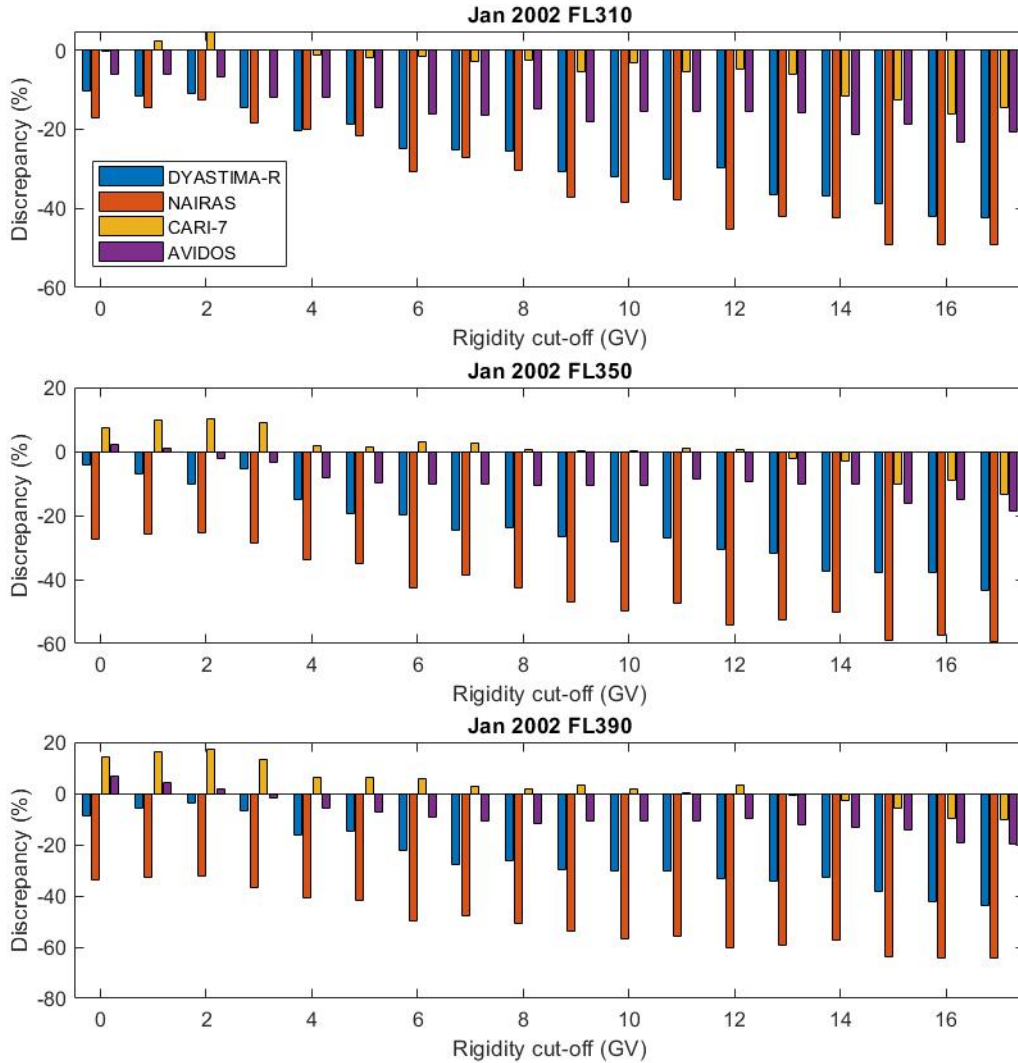 Jan 2002 FL310
0
-20
-40
-60
Discrepancy (%)
DYASTIMA-R
NAIRAS
CARI-7
AVIDOS
0 2 4 6 8 10 12 14 16
Rigidity cut-off (GV)
Jan 2002 FL350
20
0
-20
-40
-60
Discrepancy (%)
0 2 4 6 8 10 12 14 16
Rigidity cut-off (GV)
Jan 2002 FL390
20
0
-20
-40
-60
-80
Discrepancy (%)
0 2 4 6 8 10 12 14 16
Rigidity cut-off (GV)